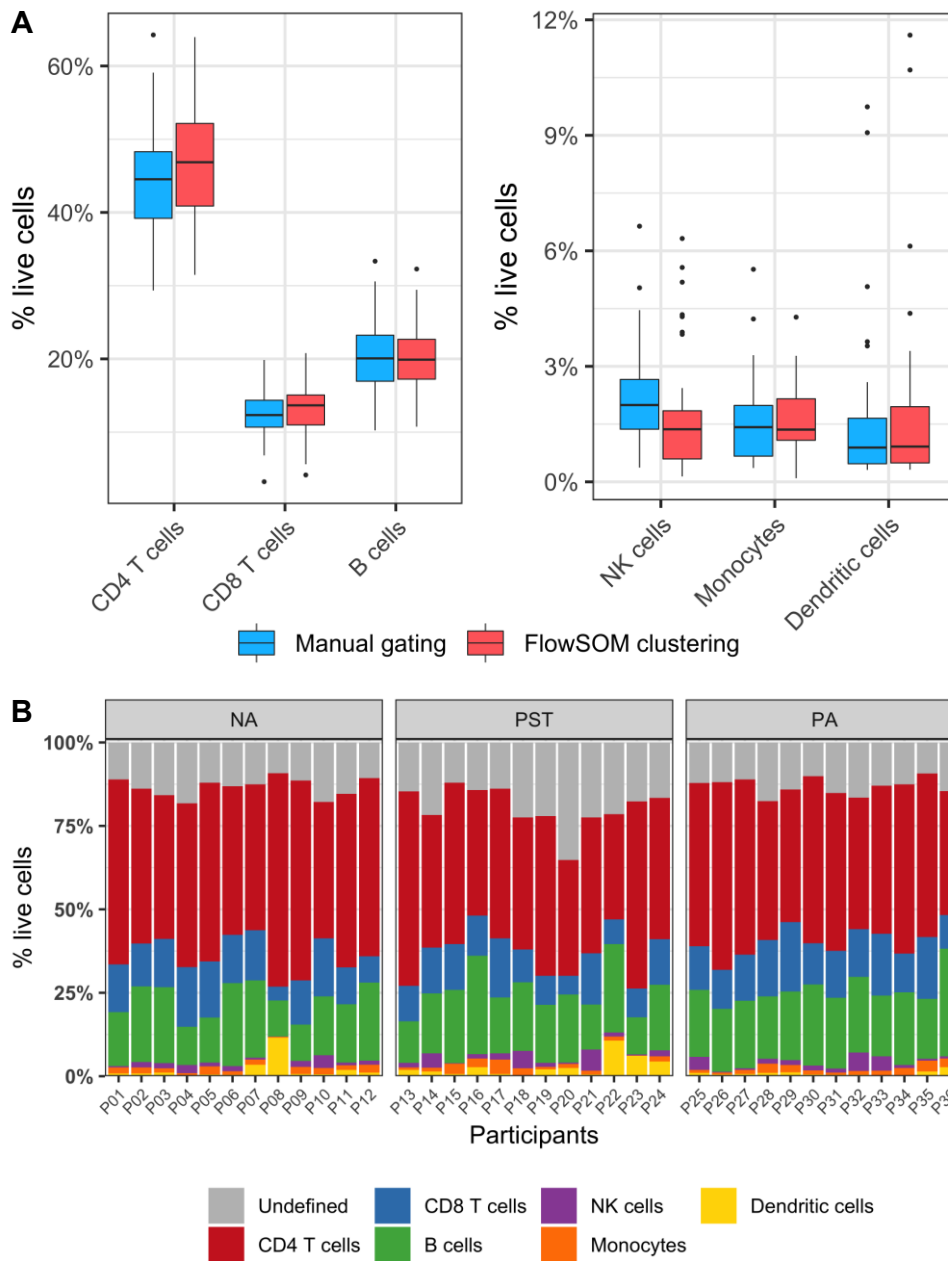 A
% live cells
60%
40%
20%
CD4 T cells
CD8 T cells
B cells
% live cells
12%
9%
6%
3%
0%
NK cells
Monocytes
Dendritic cells
Manual gating
FlowSOM clustering
B
NA
PST
PA
% live cells
100%
75%
50%
25%
0%
P01
P02
P03
P04
P05
P06
P07
P08
P09
P10
P11
P12
P13
P14
P15
P16
P17
P18
P19
P20
P21
P22
P23
P24
P25
P26
P27
P28
P29
P30
P31
P32
P33
P34
P35
Participants
Undefined
CD8 T cells
NK cells
Dendritic cells
CD4 T cells
B cells
Monocytes